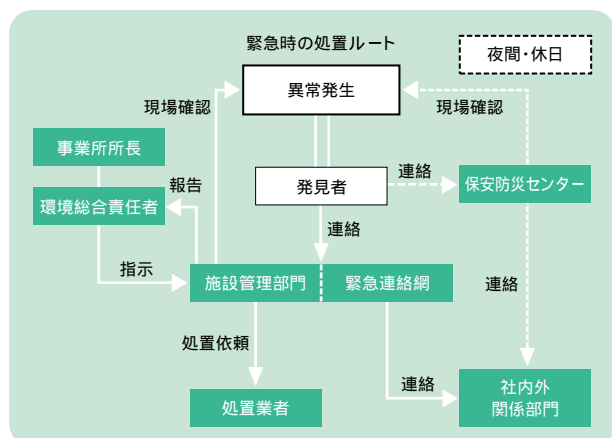 緊急時の処置ルート
夜間・休日
異常発生
現場確認
現場確認
事業所所長
発見者
連絡
保安防災センター
報告
環境総合責任者
連絡
指示
施設管理部門
緊急連絡網
連絡
処置依頼
連絡
処置業者
社内外
関係部門